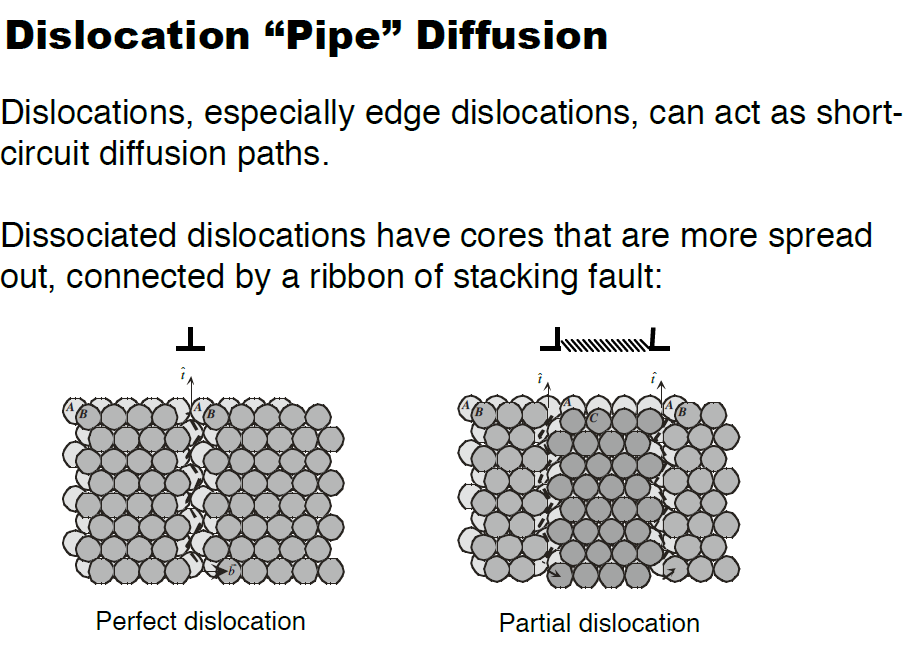 Dislocation “Pipe” Diffusion
Dislocations, especially edge dislocations, can act as short-
circuit diffusion paths.
Dissociated dislocations have cores that are more spread
out, connected by a ribbon of stacking fault:
t̂
A B A B
b⃗
Perfect dislocation
t̂ t̂
A B A C A B
Partial dislocation